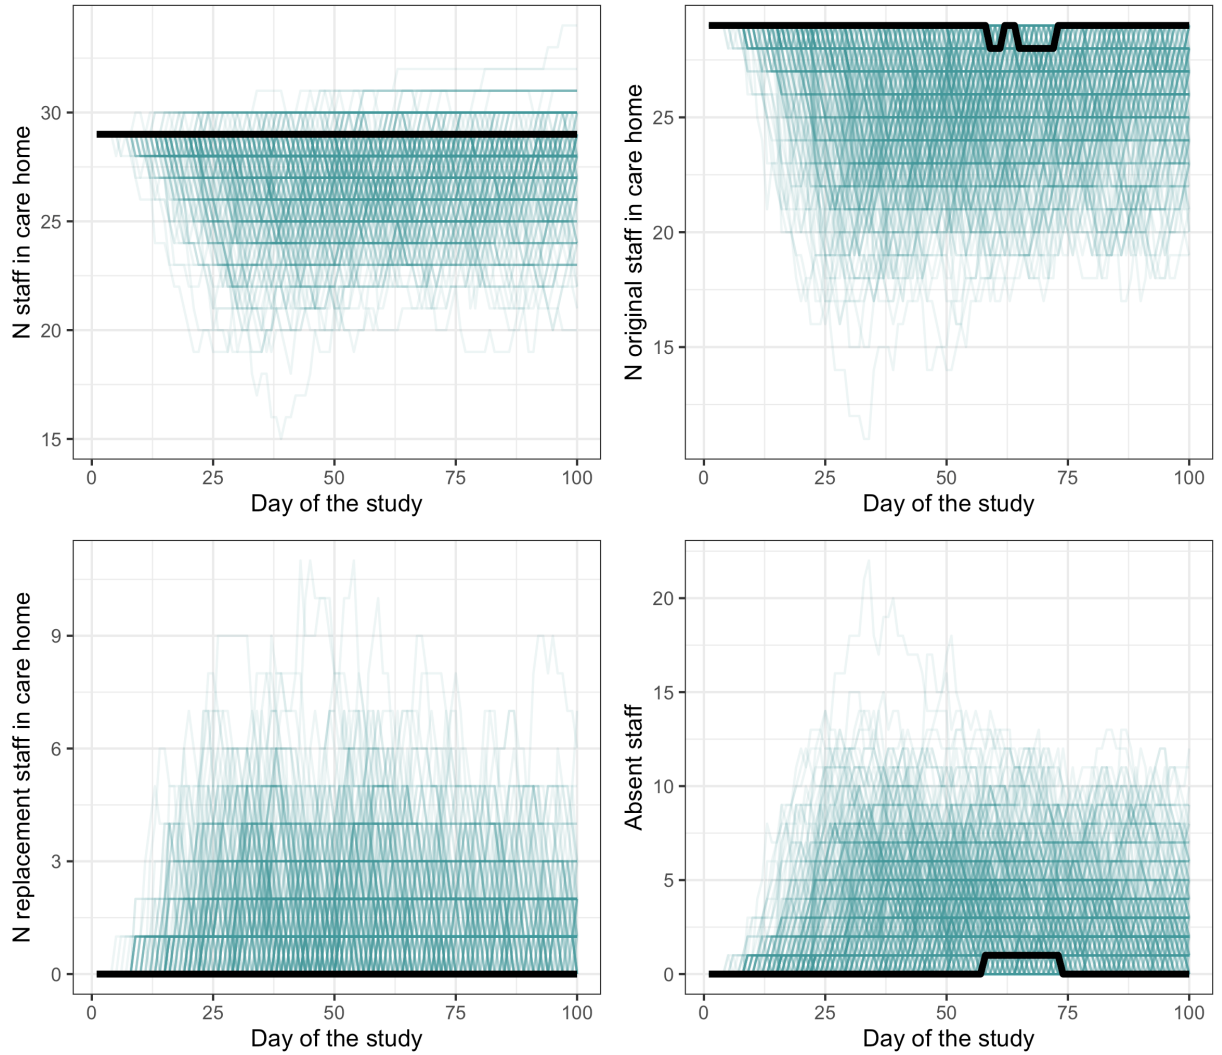 N staff in care home
30
25
20
15
0 25 50 75 100
Day of the study
N original staff in care home
25
20
15
0 25 50 75 100
Day of the study
N replacement staff in care home
9
6
3
0
0 25 50 75 100
Day of the study
Absent staff
20
15
10
5
0
0 25 50 75 100
Day of the study